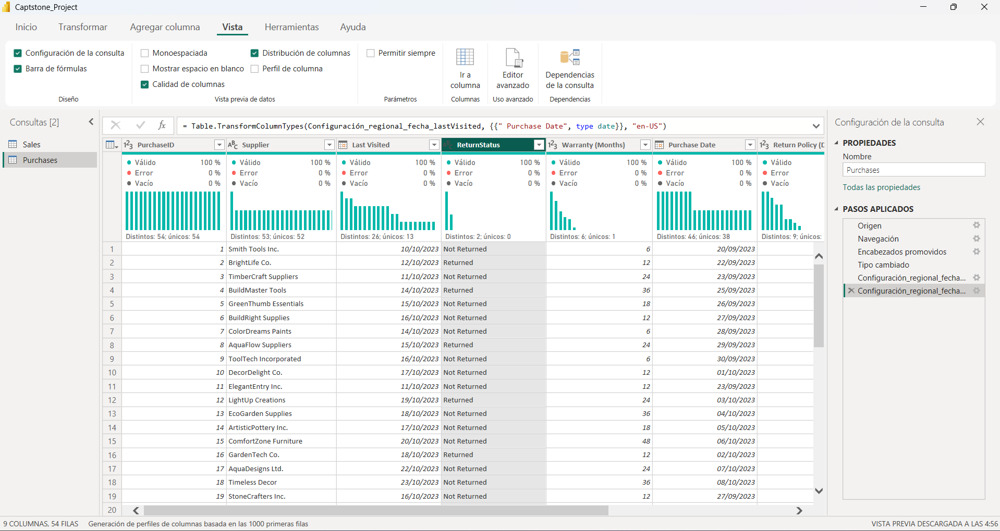 Captstone_Project
Inicio Transformar Agregar columna Vista Herramientas Ayuda
Configuración de la consulta
Barra de fórmulas
Diseño
Monoespaciada
Mostrar espacio en blanco
Calidad de columnas
Distribución de columnas
Perfil de columna
Vista previa de datos
Permitir siempre
Parámetros
Ir a
columna
Columnas
Editor
avanzado
Uso avanzado
Dependencias
de la consulta
Dependencias
Consultas [2]
Sales
Purchases
fx = Table.TransformColumnTypes(Configuración_regional_fecha_lastVisited, {{" Purchase Date", type date}}, "en-US")
1²3 PurchaseID ABC Supplier Last Visited ABC ReturnStatus 1²3 Warranty (Months) Purchase Date 1²3 Return Policy (D
Válido 100 % Válido 100 % Válido 100 % Válido 100 % Válido 100 % Válido 100 % Válido
Error 0 % Error 0 % Error 0 % Error 0 % Error 0 % Error 0 % Error
Vacío 0 % Vacío 0 % Vacío 0 % Vacío 0 % Vacío 0 % Vacío 0 % Vacío
Distintos: 54; únicos: 54 Distintos: 53; únicos: 52 Distintos: 26; únicos: 13 Distintos: 2; únicos: 0 Distintos: 6; únicos: 1 Distintos: 46; únicos: 38 Distintos: 9; únicos:
1 1 Smith Tools Inc. 10/10/2023 Not Returned 6 20/09/2023
2 2 BrightLife Co. 12/10/2023 Returned 12 22/09/2023
3 3 TimberCraft Suppliers 11/10/2023 Not Returned 24 23/09/2023
4 4 BuildMaster Tools 14/10/2023 Returned 36 25/09/2023
5 5 GreenThumb Essentials 15/10/2023 Not Returned 18 26/09/2023
6 6 BuildRight Supplies 16/10/2023 Not Returned 12 27/09/2023
7 7 ColorDreams Paints 14/10/2023 Not Returned 6 28/09/2023
8 8 AquaFlow Suppliers 15/10/2023 Returned 24 29/09/2023
9 9 ToolTech Incorporated 16/10/2023 Not Returned 6 30/09/2023
10 10 DecorDelight Co. 17/10/2023 Not Returned 12 01/10/2023
11 11 ElegantEntry Inc. 11/10/2023 Not Returned 12 23/09/2023
12 12 LightUp Creations 19/10/2023 Returned 24 03/10/2023
13 13 EcoGarden Supplies 18/10/2023 Not Returned 36 04/10/2023
14 14 ArtisticPottery Inc. 17/10/2023 Not Returned 18 05/10/2023
15 15 ComfortZone Furniture 20/10/2023 Not Returned 48 06/10/2023
16 16 GardenTech Co. 18/10/2023 Returned 12 02/10/2023
17 17 AquaDesigns Ltd. 22/10/2023 Not Returned 24 07/10/2023
18 18 Timeless Decor 23/10/2023 Not Returned 36 08/10/2023
19 19 StoneCrafters Inc. 16/10/2023 Not Returned 12 27/09/2023
20
Configuración de la consulta
PROPIEDADES
Nombre
Purchases
Todas las propiedades
PASOS APLICADOS
Origen
Navegación
Encabezados promovidos
Tipo cambiado
Configuración_regional_fecha...
Configuración_regional_fecha...
9 COLUMNAS, 54 FILAS Generación de perfiles de columnas basada en las 1000 primeras filas VISTA PREVIA DESCARGADA A LAS 4:56